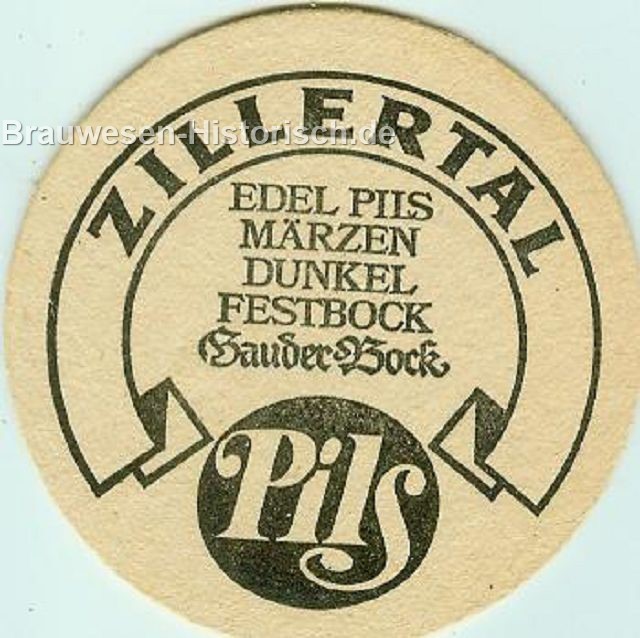 ZILLERTAL
Brauwesen-Historisch.de
EDEL PILS
MÄRZEN
DUNKEL
FESTBOCK
Gauder-Bock
Pils